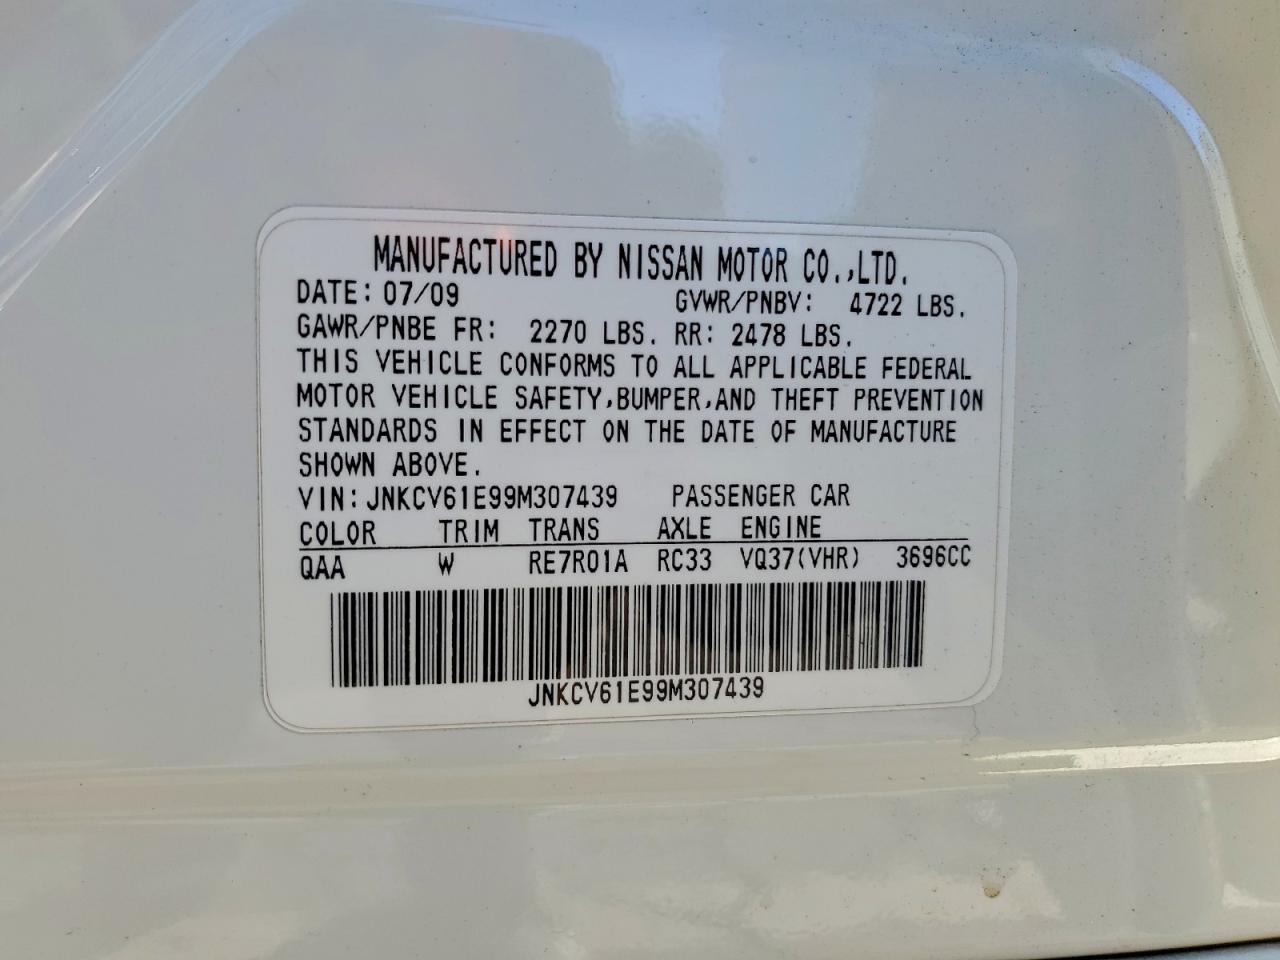 MANUFACTURED BY NISSAN MOTOR CO.,LTD.
DATE: 07/09 GVWR/PNBV: 4722 LBS.
GAWR/PNBE FR: 2270 LBS. RR: 2478 LBS.
THIS VEHICLE CONFORMS TO ALL APPLICABLE FEDERAL
MOTOR VEHICLE SAFETY,BUMPER,AND THEFT PREVENTION
STANDARDS IN EFFECT ON THE DATE OF MANUFACTURE
SHOWN ABOVE.
VIN: JNKCV61E99M307439 PASSENGER CAR
COLOR TRIM TRANS AXLE ENGINE
QAA W RE7R01A RC33 VQ37(VHR) 3696CC
JNKCV61E99M307439